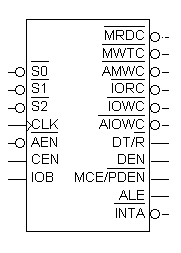 MRDC
MWTC
S0 AMWC
S1 IORC
S2 IOWC
CLK AIOWC
AEN DT/R
CEN DEN
IOB MCE/PDEN
ALE
INTA